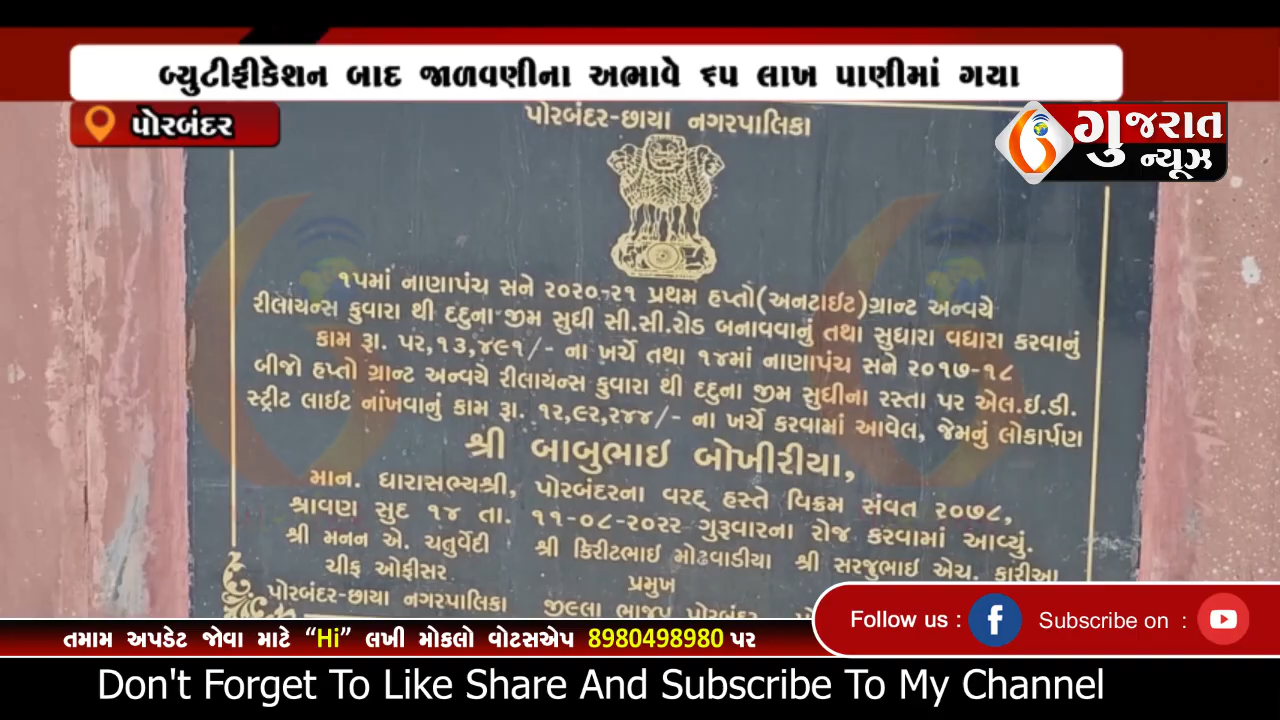 બ્યુટીફીકેશન બાદ જાળવણીના અભાવે ૬૫ લાખ પાણીમાં ગયા
પોરબંદર
ગુજરાત
ન્યૂઝ
પોરબંદર-છાયા નગરપાલિકા
૧૫માં નાણાપંચ સને ૨૦૨૦-૨૧ પ્રથમ હપ્તો(અનટાઈટ)ગ્રાન્ટ અન્વયે
રીલાયન્સ કુવારા થી દદુના જીમ સુધી સી.સી.રોડ બનાવવાનું તથા સુધારા વધારા કરવાનું
કામ રૂા. ૫૨,૧૩,૪૯૧/- ના ખર્ચે તથા ૧૪માં નાણાપંચ સને ૨૦૧૭-૧૮
બીજો હપ્તો ગ્રાન્ટ અન્વયે રીલાયન્સ કુવારા થી દદુના જીમ સુધીના રસ્તા પર એલ.ઇ.ડી.
સ્ટ્રીટ લાઈટ નાંખવાનું કામ રૂા. ૧૨,૯૨,૨૪૪/- ના ખર્ચે કરવામાં આવેલ, જેમનું લોકાર્પણ
શ્રી બાબુભાઇ બોખીરીયા,
માન. ધારાસભ્યશ્રી, પોરબંદરના વરદ્ હસ્તે વિક્રમ સંવત ૨૦૭૮,
શ્રાવણ સુદ ૧૪ તા. ૧૧-૦૮-૨૦૨૨ ગુરૂવારના રોજ કરવામાં આવ્યું.
શ્રી મનન એ. ચતુર્વેદી શ્રી કિરીટભાઇ મોઢવાડીયા શ્રી સરજુભાઇ એચ. કારીઆ
ચીફ ઓફીસર પ્રમુખ
પોરબંદર-છાયા નગરપાલિકા જીલ્લા ભાજપ પોરબંદર
Follow us :
Subscribe on :
તમામ અપડેટ જોવા માટે “Hi” લખી મોકલો વોટસએપ 8980498980 પર
Don't Forget To Like Share And Subscribe To My Channel